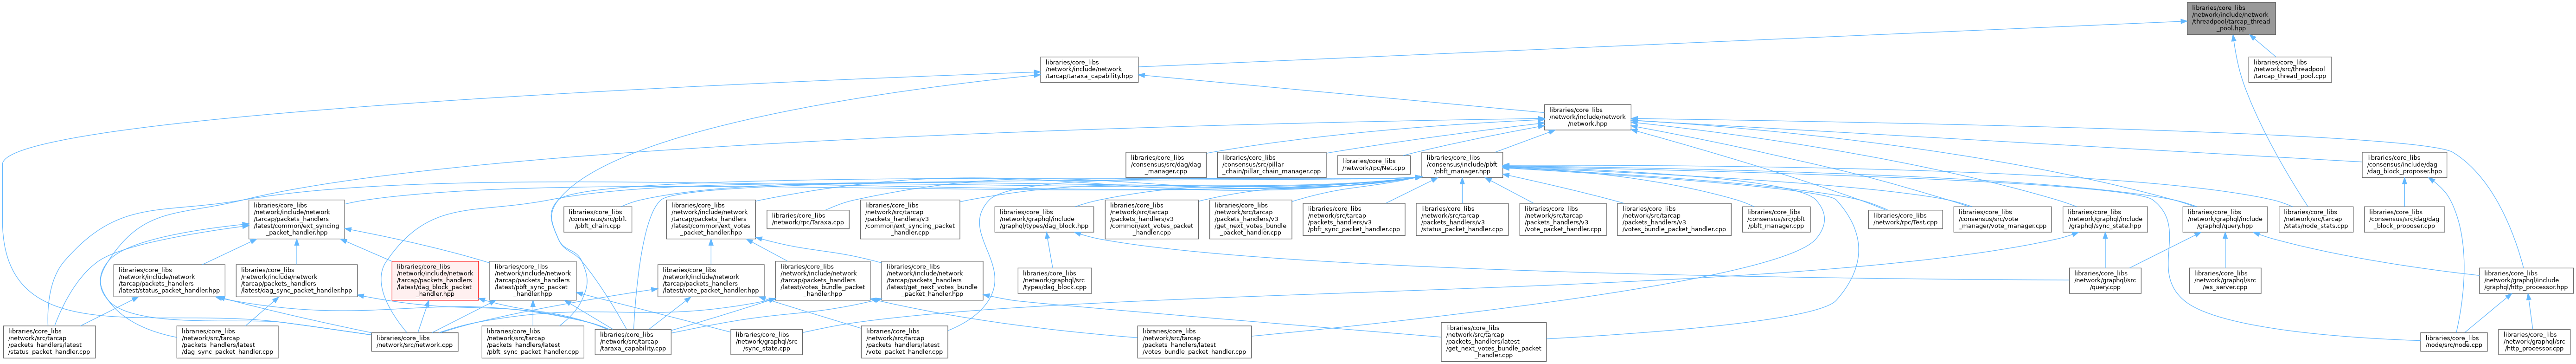 libraries/core_libs
/network/include/network
/threadpool/tarcap_thread
_pool.hpp
libraries/core_libs
/network/include/network
/tarcap/taraxa_capability.hpp
libraries/core_libs
/network/src/threadpool
/tarcap_thread_pool.cpp
libraries/core_libs
/network/include/network
/network.hpp
libraries/core_libs
/consensus/src/dag/dag
_manager.cpp
libraries/core_libs
/consensus/src/pillar
_chain/pillar_chain_manager.cpp
libraries/core_libs
/network/rpc/Net.cpp
libraries/core_libs
/consensus/include/pbft
/pbft_manager.hpp
libraries/core_libs
/consensus/include/dag
/dag_block_proposer.hpp
libraries/core_libs
/network/include/network
/tarcap/packets_handlers
/latest/common/ext_syncing
_packet_handler.hpp
libraries/core_libs
/consensus/src/pbft
/pbft_chain.cpp
libraries/core_libs
/network/include/network
/tarcap/packets_handlers
/latest/common/ext_votes
_packet_handler.hpp
libraries/core_libs
/network/rpc/Taraxa.cpp
libraries/core_libs
/network/src/tarcap
/packets_handlers/v3
/common/ext_syncing_packet
_handler.cpp
libraries/core_libs
/network/graphql/include
/graphql/types/dag_block.hpp
libraries/core_libs
/network/src/tarcap
/packets_handlers/v3
/common/ext_votes_packet
_handler.cpp
libraries/core_libs
/network/src/tarcap
/packets_handlers/v3
/get_next_votes_bundle
_packet_handler.cpp
libraries/core_libs
/network/src/tarcap
/packets_handlers/v3
/pbft_sync_packet_handler.cpp
libraries/core_libs
/network/src/tarcap
/packets_handlers/v3
/status_packet_handler.cpp
libraries/core_libs
/network/src/tarcap
/packets_handlers/v3
/vote_packet_handler.cpp
libraries/core_libs
/network/src/tarcap
/packets_handlers/v3
/votes_bundle_packet_handler.cpp
libraries/core_libs
/consensus/src/pbft
/pbft_manager.cpp
libraries/core_libs
/network/rpc/Test.cpp
libraries/core_libs
/consensus/src/vote
_manager/vote_manager.cpp
libraries/core_libs
/network/graphql/include
/graphql/sync_state.hpp
libraries/core_libs
/network/graphql/include
/graphql/query.hpp
libraries/core_libs
/network/src/tarcap
/stats/node_stats.cpp
libraries/core_libs
/consensus/src/dag/dag
_block_proposer.cpp
libraries/core_libs
/network/include/network
/tarcap/packets_handlers
/latest/status_packet_handler.hpp
libraries/core_libs
/network/include/network
/tarcap/packets_handlers
/latest/dag_sync_packet_handler.hpp
libraries/core_libs
/network/include/network
/tarcap/packets_handlers
/latest/dag_block_packet
_handler.hpp
libraries/core_libs
/network/include/network
/tarcap/packets_handlers
/latest/pbft_sync_packet
_handler.hpp
libraries/core_libs
/network/include/network
/tarcap/packets_handlers
/latest/vote_packet_handler.hpp
libraries/core_libs
/network/include/network
/tarcap/packets_handlers
/latest/votes_bundle_packet
_handler.hpp
libraries/core_libs
/network/include/network
/tarcap/packets_handlers
/latest/get_next_votes_bundle
_packet_handler.hpp
libraries/core_libs
/network/graphql/src
/types/dag_block.cpp
libraries/core_libs
/network/graphql/src
/query.cpp
libraries/core_libs
/network/graphql/src
/ws_server.cpp
libraries/core_libs
/network/graphql/include
/graphql/http_processor.hpp
libraries/core_libs
/network/src/tarcap
/packets_handlers/latest
/status_packet_handler.cpp
libraries/core_libs
/network/src/tarcap
/packets_handlers/latest
/dag_sync_packet_handler.cpp
libraries/core_libs
/network/src/network.cpp
libraries/core_libs
/network/src/tarcap
/packets_handlers/latest
/pbft_sync_packet_handler.cpp
libraries/core_libs
/network/src/tarcap
/taraxa_capability.cpp
libraries/core_libs
/network/graphql/src
/sync_state.cpp
libraries/core_libs
/network/src/tarcap
/packets_handlers/latest
/vote_packet_handler.cpp
libraries/core_libs
/network/src/tarcap
/packets_handlers/latest
/votes_bundle_packet_handler.cpp
libraries/core_libs
/network/src/tarcap
/packets_handlers/latest
/get_next_votes_bundle_packet
_handler.cpp
libraries/core_libs
/node/src/node.cpp
libraries/core_libs
/network/graphql/src
/http_processor.cpp